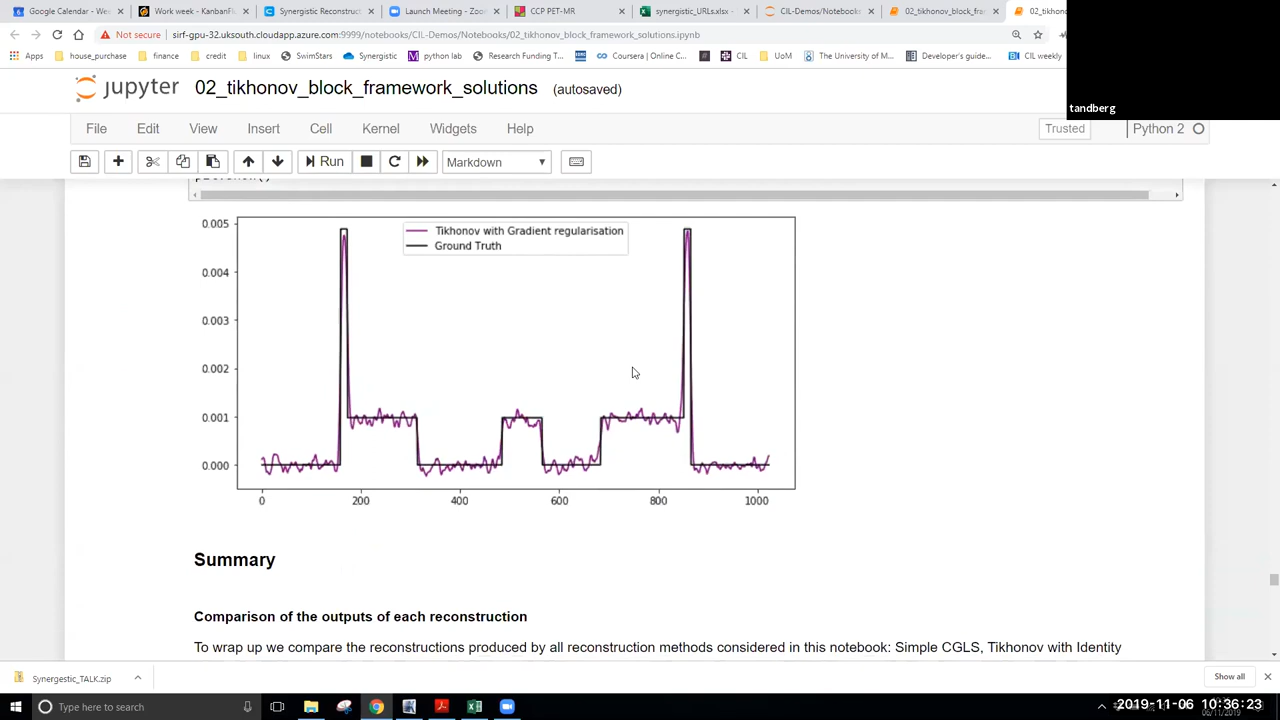 Google Calendar - Wee
Work week - KanbanFl
Synergistic Reconstruct
Launch Meeting - Zoom
CCP PET-MR
synergistic_URLs.xlsx -
CIL-Demos/Notebooks
02_tikhonov_block_fram
02_tikhon
Not secure | sirf-gpu-32.uksouth.cloudapp.azure.com:9999/notebooks/CIL-Demos/Notebooks/02_tikhonov_block_framework_solutions.ipynb
Apps house_purchase finance credit linux SwimStars Synergistic python lab Research Funding T... Coursera | Online C... CIL UoM The University of M... Developer's guide... CIL weekly
tandberg
jupyter 02_tikhonov_block_framework_solutions (autosaved)
File Edit View Insert Cell Kernel Widgets Help
Trusted
Python 2
Run
Markdown
0.005
0.004
0.003
0.002
0.001
0.000
Tikhonov with Gradient regularisation
Ground Truth
0 200 400 600 800 1000
Summary
Comparison of the outputs of each reconstruction
To wrap up we compare the reconstructions produced by all reconstruction methods considered in this notebook: Simple CGLS, Tikhonov with Identity
Synergestic_TALK.zip
Show all
Type here to search
2019-11-06 10:36:23